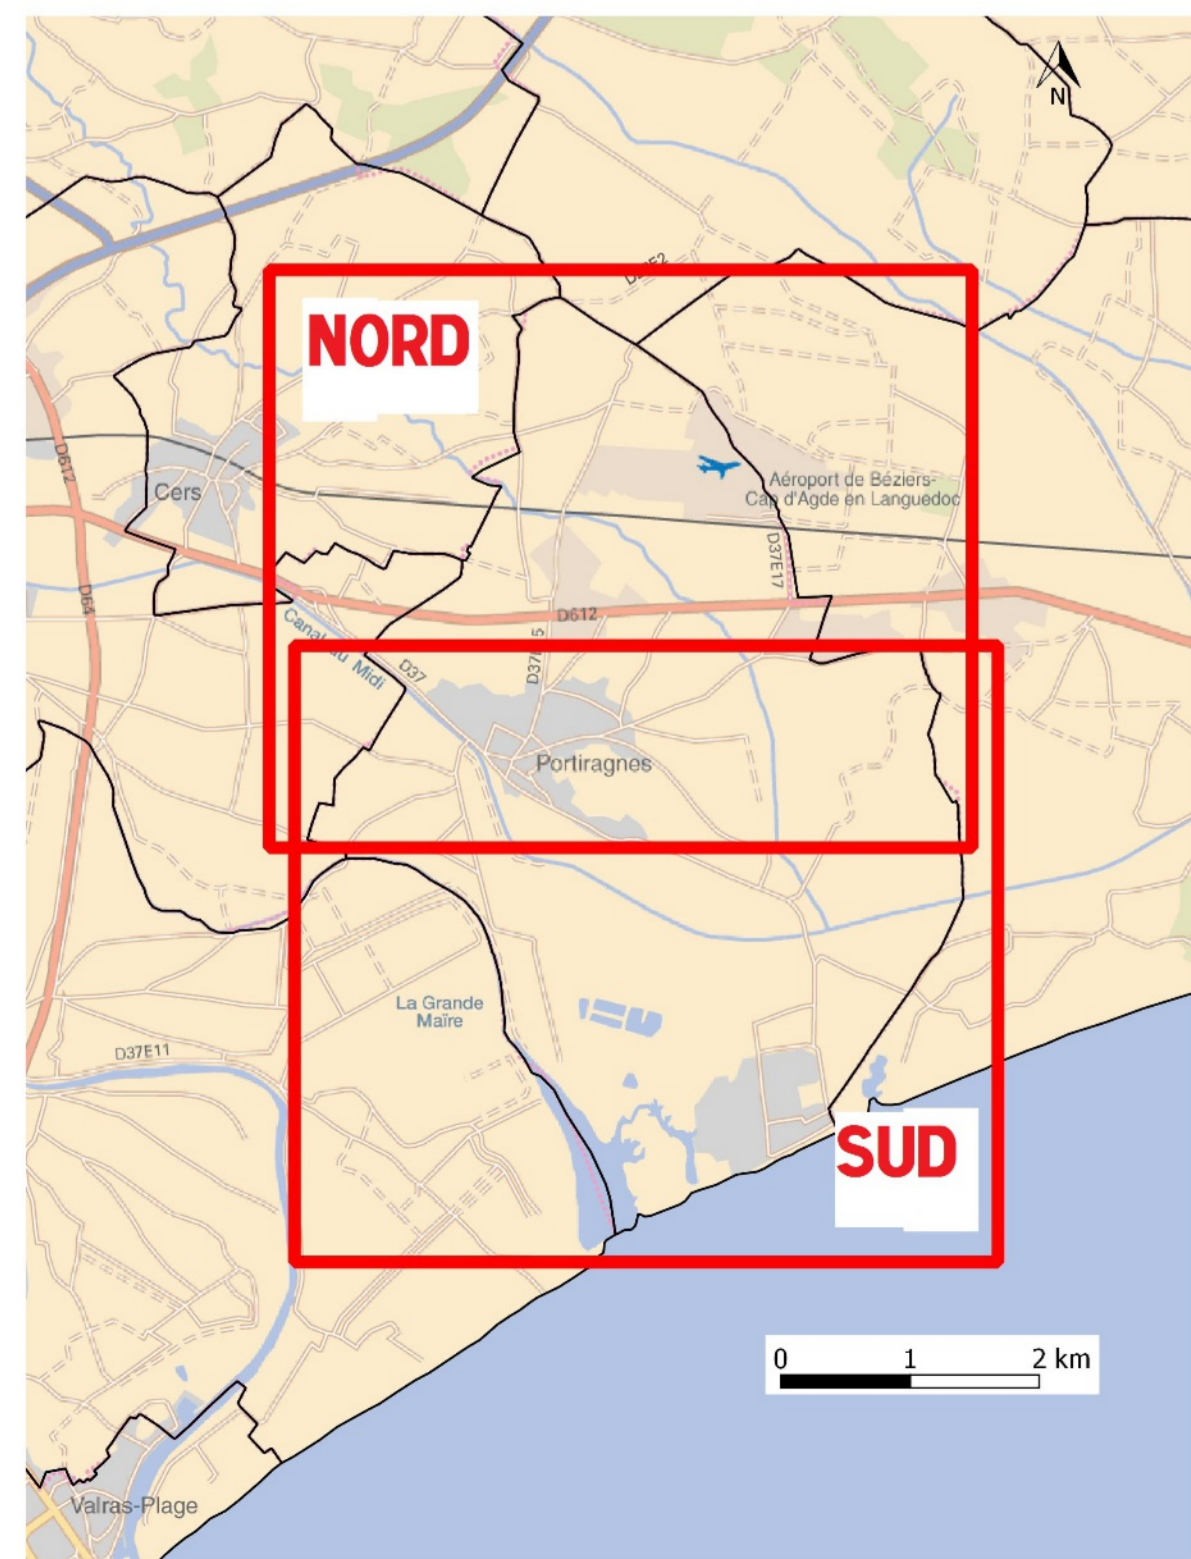 N
NORD
D612
Cers
Aéroport de Béziers-
Cap d'Agde en Languedoc
D37E17
D64
D612
Canal du Midi
D37
Portiragnes
La Grande
Maïre
D37E11
SUD
0 1 2 km
Valras-Plage